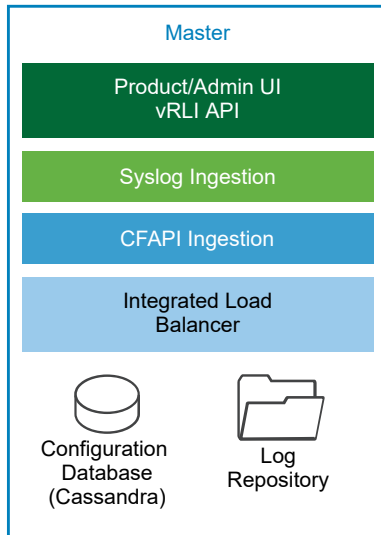 Master
Product/Admin UI
vRLI API
Syslog Ingestion
CFAPI Ingestion
Integrated Load
Balancer
Configuration
Database
(Cassandra)
Log
Repository